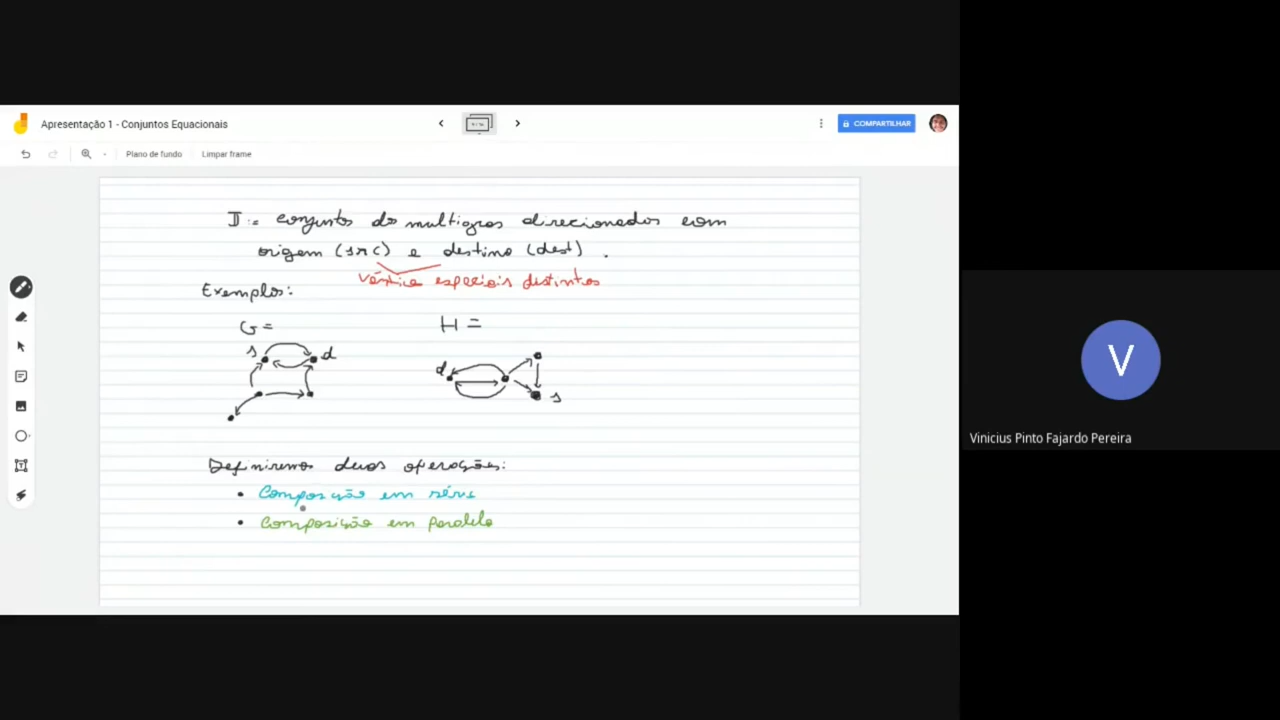 Apresentação 1 - Conjuntos Equacionais
COMPARTILHAR
Plano de fundo
Limpar frame
:= conjunto dos multigrafos direcionados com
origem (src) e destino (dest).
vértice especiais distintos
Exemplos:
G =
H =
s
d
d
s
Definiremos duas operações:
• Composição em série
• Composição em paralelo
V
Vinicius Pinto Fajardo Pereira